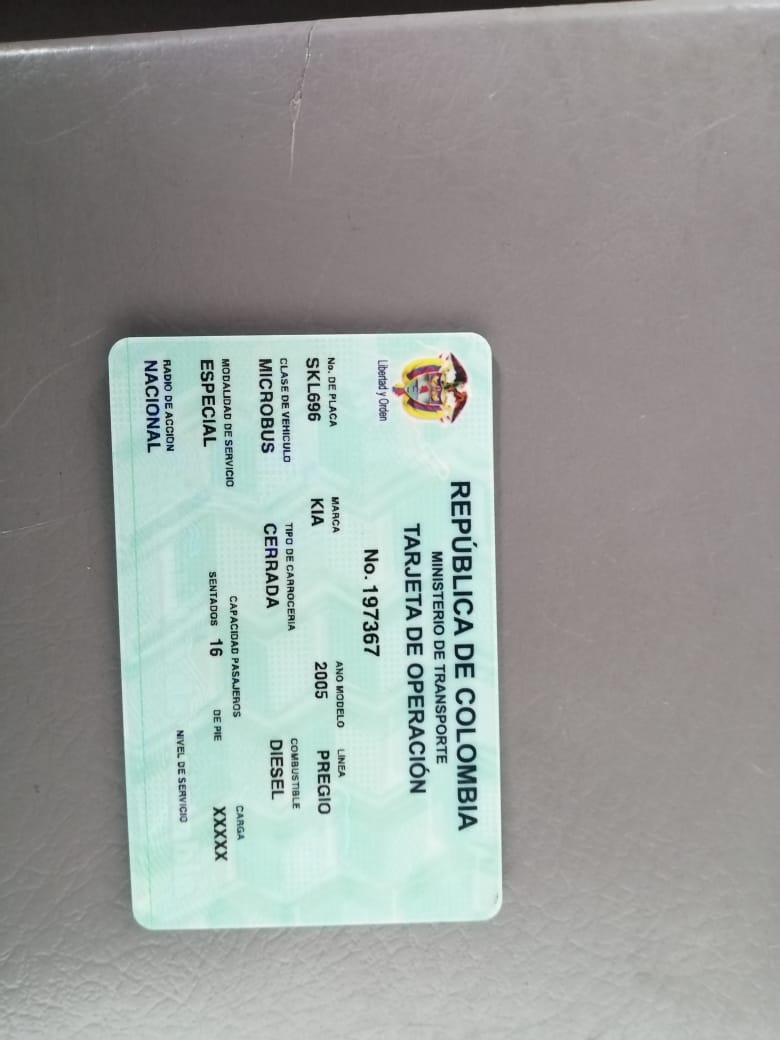 REPÚBLICA DE COLOMBIA
MINISTERIO DE TRANSPORTE
TARJETA DE OPERACIÓN
Libertad y Orden
No. 197367
No. DE PLACA MARCA AÑO MODELO LÍNEA
SKL696 KIA 2005 PREGIO
CLASE DE VEHICULO TIPO DE CARROCERIA COMBUSTIBLE
MICROBUS CERRADA DIESEL
MODALIDAD DE SERVICIO CAPACIDAD PASAJEROS CARGA
ESPECIAL SENTADOS 16 DE PIE XXXXX
RADIO DE ACCION NIVEL DE SERVICIO
NACIONAL